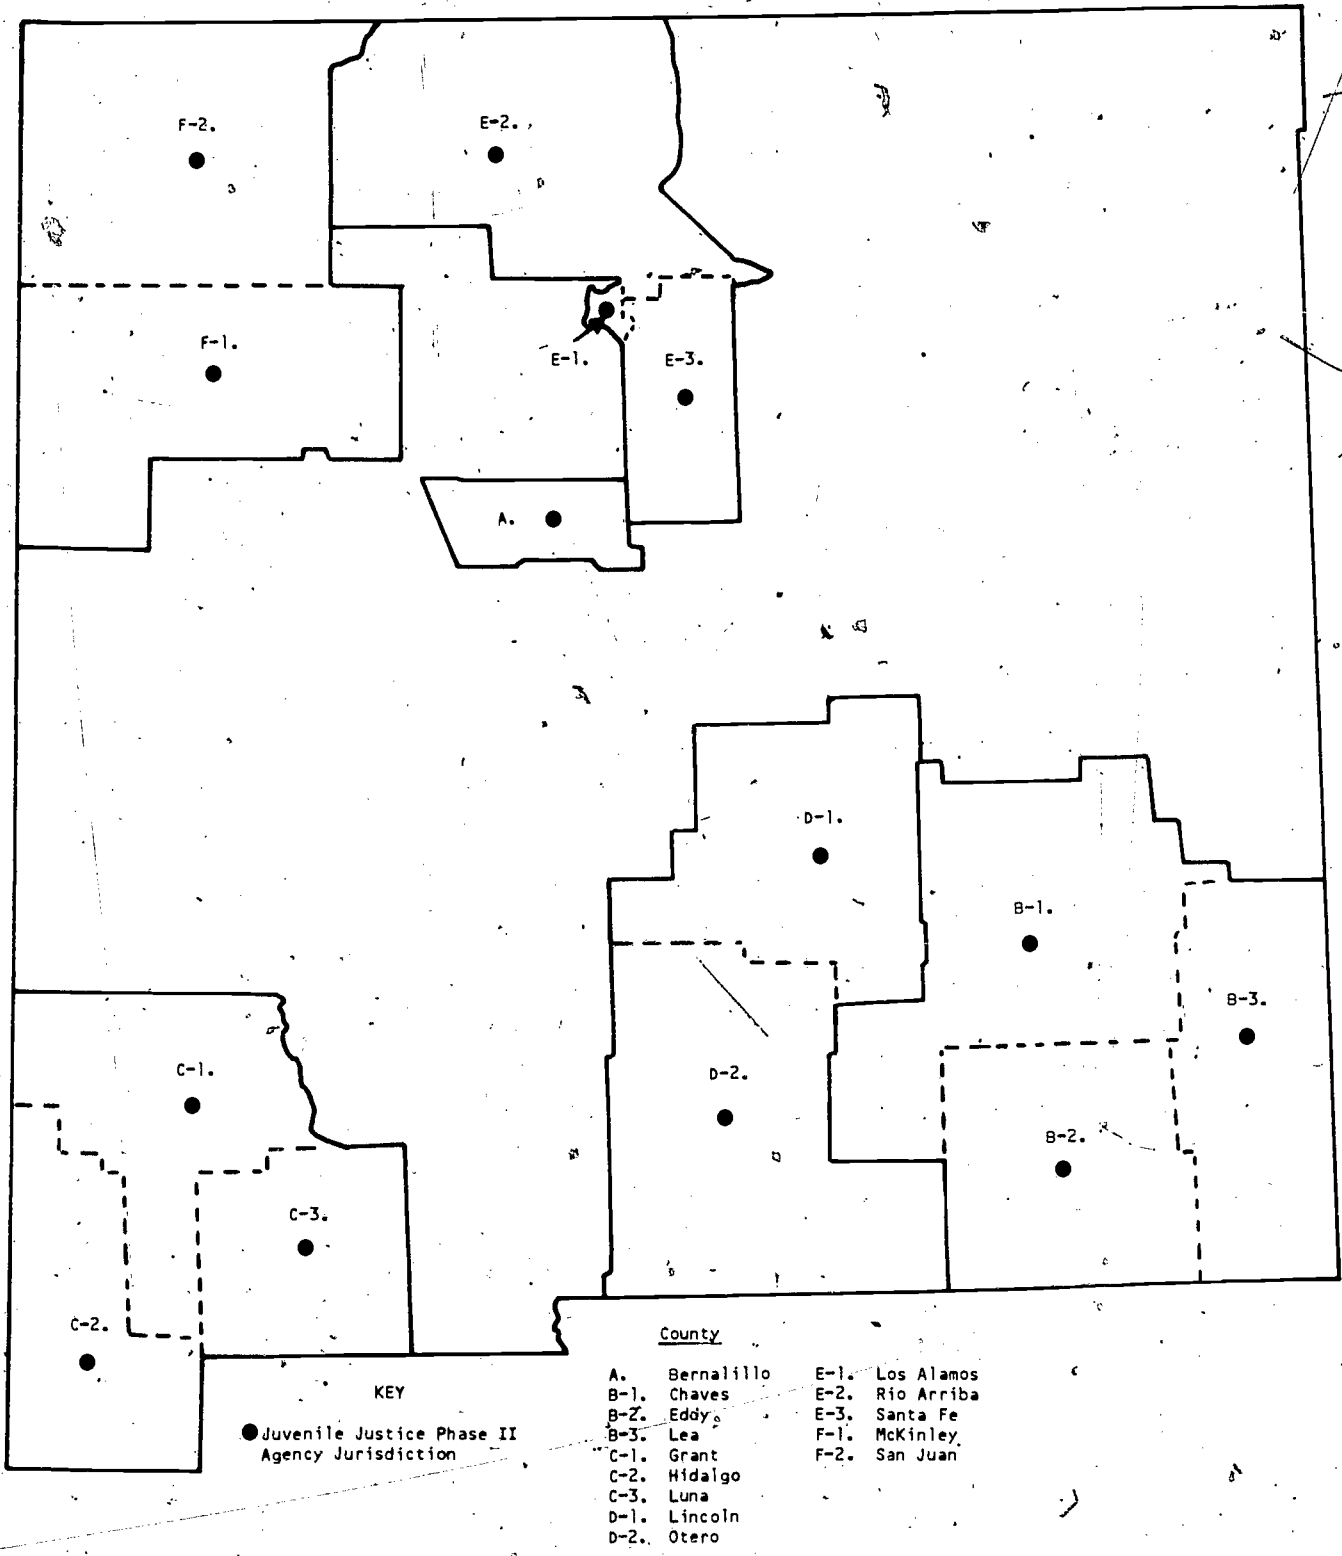 F-2.
E-2.
F-1.
E-1.
E-3.
A.
D-1.
B-1.
B-3.
C-1.
D-2.
B-2.
C-3.
C-2.
County
KEY
Juvenile Justice Phase II
Agency Jurisdiction
A. Bernalillo
B-1. Chaves
B-2. Eddy
B-3. Lea
C-1. Grant
C-2. Hidalgo
C-3. Luna
D-1. Lincoln
D-2. Otero
E-1. Los Alamos
E-2. Rio Arriba
E-3. Santa Fe
F-1. McKinley
F-2. San Juan